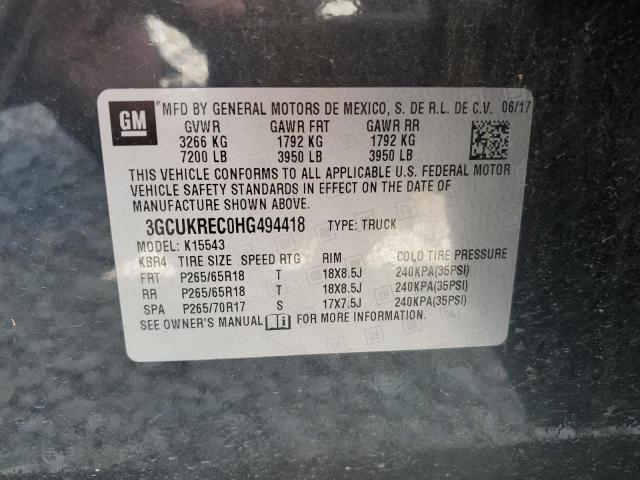 GM
MFD BY GENERAL MOTORS DE MEXICO, S. DE R.L. DE C.V. 06/17
GVWR GAWR FRT GAWR RR
3266 KG 1792 KG 1792 KG
7200 LB 3950 LB 3950 LB
THIS VEHICLE CONFORMS TO ALL APPLICABLE U.S. FEDERAL MOTOR
VEHICLE SAFETY STANDARDS IN EFFECT ON THE DATE OF
MANUFACTURE SHOWN ABOVE.
3GCUKREC0HG494418 TYPE: TRUCK
MODEL: K15543
KBR4 TIRE SIZE SPEED RTG RIM COLD TIRE PRESSURE
FRT P265/65R18 T 18X8.5J 240KPA(35PSI)
RR P265/65R18 T 18X8.5J 240KPA(35PSI)
SPA P265/70R17 S 17X7.5J 240KPA(35PSI)
SEE OWNER'S MANUAL FOR MORE INFORMATION.